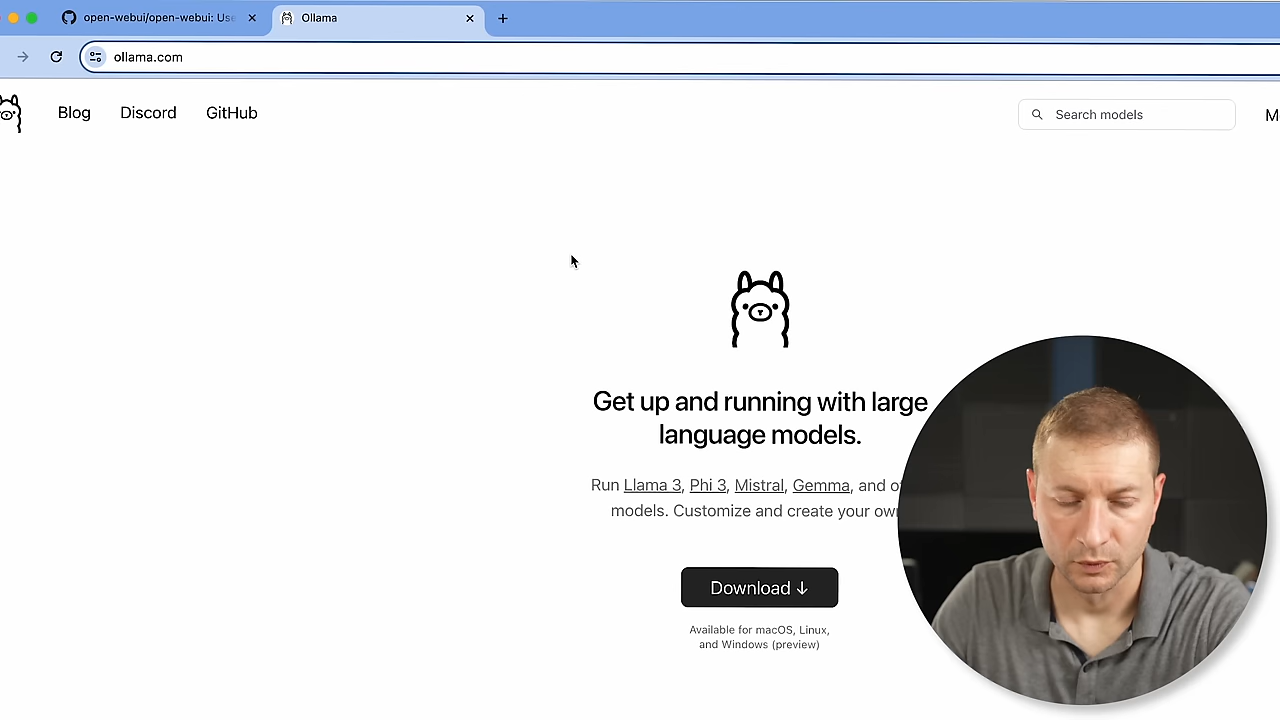 open-webui/open-webui: Use
Ollama
ollama.com
Blog
Discord
GitHub
Search models
Get up and running with large
language models.
Run Llama 3, Phi 3, Mistral, Gemma, and
models. Customize and create your own
Download ↓
Available for macOS, Linux,
and Windows (preview)